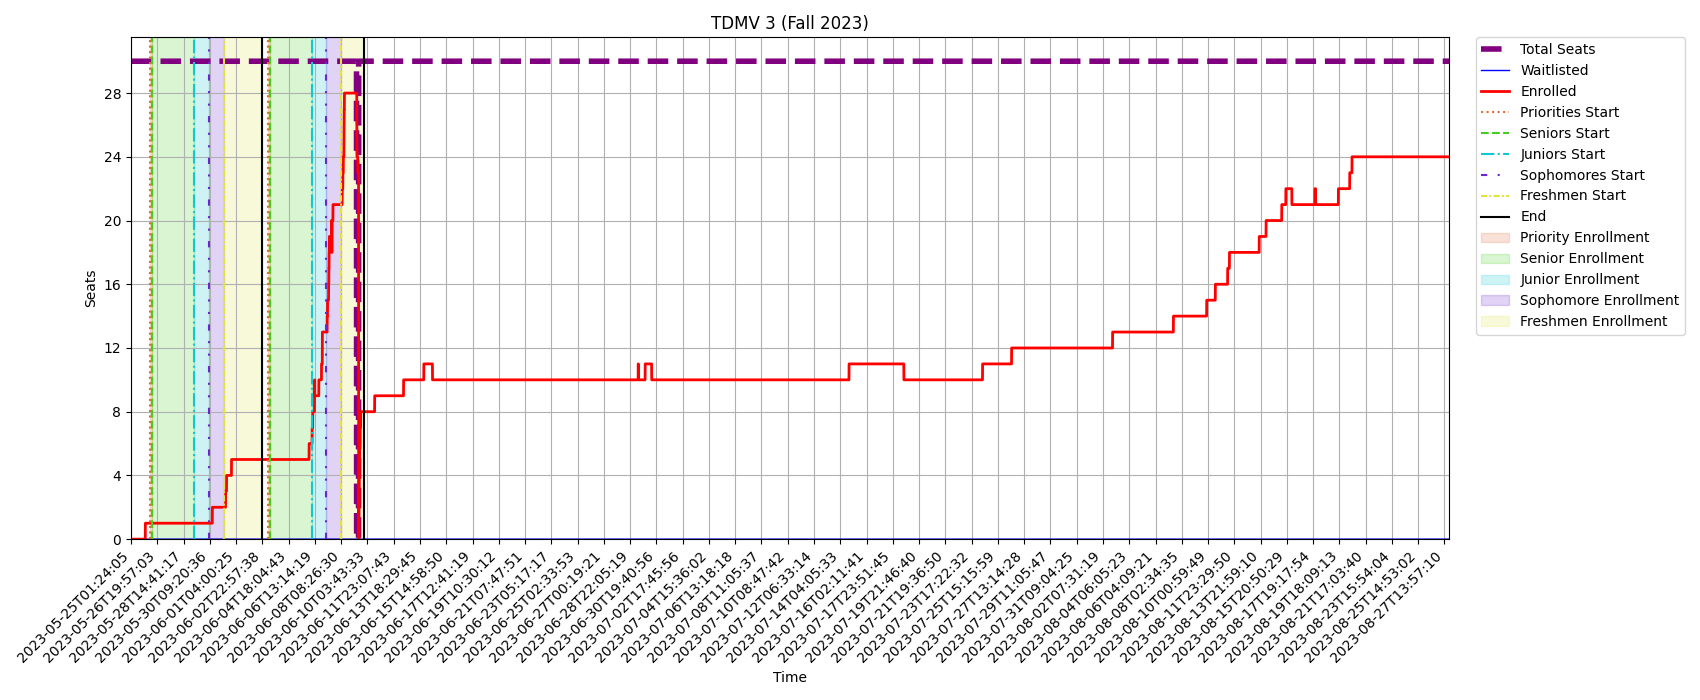 TDMV 3 (Fall 2023)
Seats
28
24
20
16
12
8
4
0
2023-05-25T01:24:05
2023-05-26T19:57:03
2023-05-28T14:41:17
2023-05-30T09:20:36
2023-06-01T04:00:25
2023-06-02T22:57:38
2023-06-04T18:04:43
2023-06-06T13:14:19
2023-06-08T08:26:30
2023-06-10T03:43:33
2023-06-11T23:07:43
2023-06-13T18:29:45
2023-06-15T14:58:50
2023-06-17T12:41:19
2023-06-19T10:30:12
2023-06-21T07:47:51
2023-06-23T05:17:17
2023-06-25T02:33:53
2023-06-27T00:19:21
2023-06-28T22:05:19
2023-06-30T19:40:56
2023-07-02T17:45:56
2023-07-04T15:36:02
2023-07-06T13:18:18
2023-07-08T11:05:37
2023-07-10T08:47:42
2023-07-12T06:33:14
2023-07-14T04:05:33
2023-07-16T02:11:41
2023-07-17T23:51:45
2023-07-19T21:46:40
2023-07-21T19:36:50
2023-07-23T17:22:32
2023-07-25T15:15:59
2023-07-27T13:14:28
2023-07-29T11:05:47
2023-07-31T09:04:25
2023-08-02T07:31:19
2023-08-04T06:05:23
2023-08-06T04:09:21
2023-08-08T02:34:35
2023-08-10T00:59:49
2023-08-11T23:29:50
2023-08-13T21:59:10
2023-08-15T20:50:29
2023-08-17T19:17:54
2023-08-19T18:09:13
2023-08-21T17:03:40
2023-08-23T15:54:04
2023-08-25T14:53:02
2023-08-27T13:57:10
Time
Total Seats
Waitlisted
Enrolled
Priorities Start
Seniors Start
Juniors Start
Sophomores Start
Freshmen Start
End
Priority Enrollment
Senior Enrollment
Junior Enrollment
Sophomore Enrollment
Freshmen Enrollment